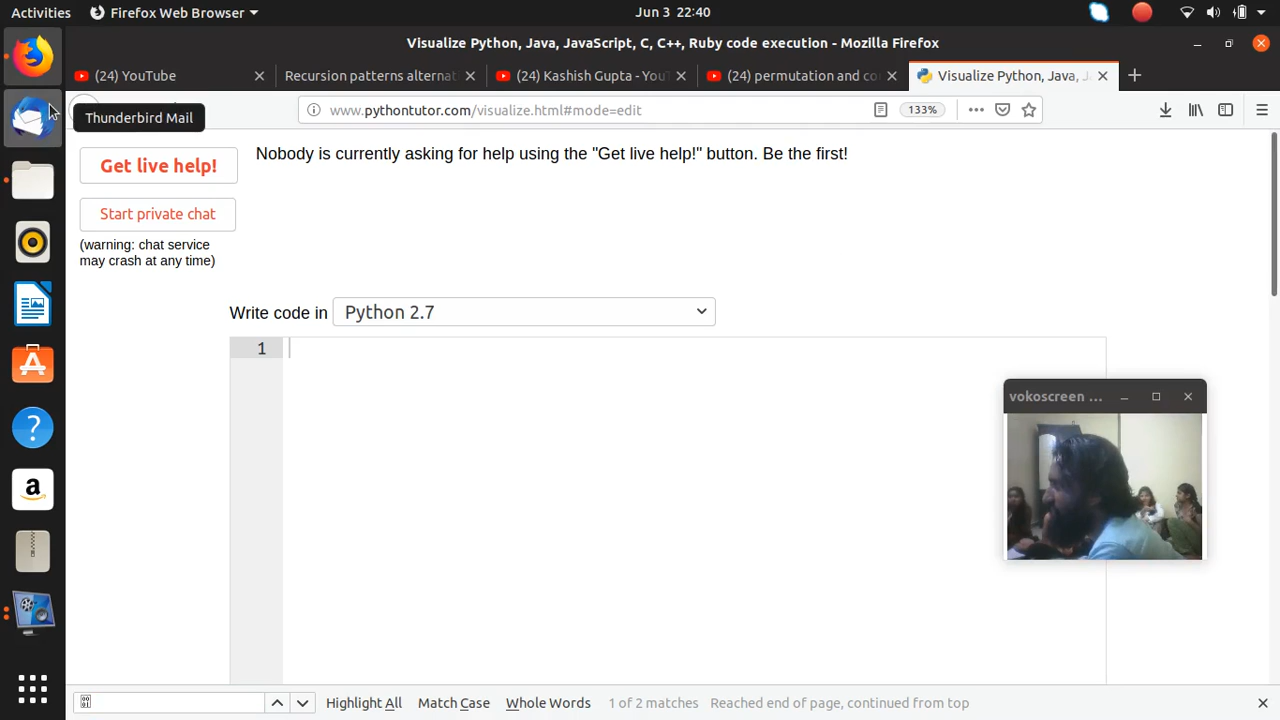 Activities
Firefox Web Browser
Jun 3 22:40
Visualize Python, Java, JavaScript, C, C++, Ruby code execution - Mozilla Firefox
(24) YouTube
Recursion patterns alternat
(24) Kashish Gupta - You
(24) permutation and co
Visualize Python, Java, J
Thunderbird Mail
www.pythontutor.com/visualize.html#mode=edit
133%
Get live help!
Nobody is currently asking for help using the "Get live help!" button. Be the first!
Start private chat
(warning: chat service
may crash at any time)
Write code in
Python 2.7
1
vokoscreen ...
Highlight All
Match Case
Whole Words
1 of 2 matches
Reached end of page, continued from top